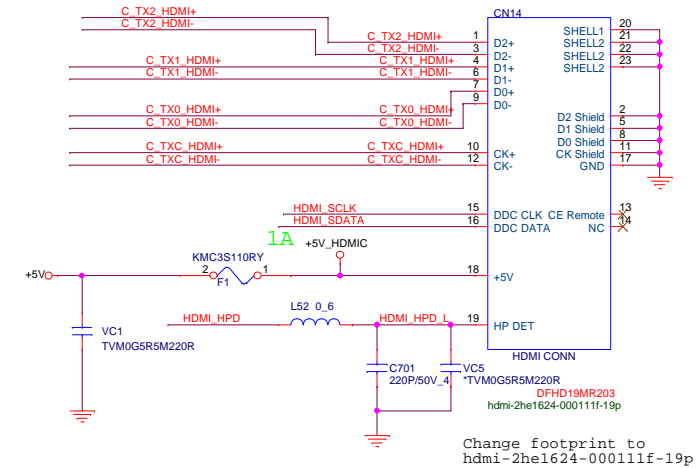 CN14
C_TX2_HDMI+
C_TX2_HDMI-
20
SHELL1
C_TX2_HDMI+
1
D2+
21
SHELL2
C_TX2_HDMI-
3
D2-
22
SHELL2
C_TX1_HDMI+
C_TX1_HDMI+
4
D1+
23
SHELL2
C_TX1_HDMI-
C_TX1_HDMI-
6
D1-
7
D0+
9
D0-
C_TX0_HDMI+
C_TX0_HDMI+
2
D2 Shield
C_TX0_HDMI-
C_TX0_HDMI-
5
D1 Shield
8
D0 Shield
C_TXC_HDMI+
C_TXC_HDMI+
10
CK+
11
CK Shield
C_TXC_HDMI-
C_TXC_HDMI-
12
CK-
17
GND
HDMI_SCLK
15
DDC CLK
CE Remote
13
HDMI_SDATA
16
DDC DATA
NC
14
1A
+5V_HDMIC
KMC3S110RY
+5V
2
1
F1
18
+5V
L52 0_6
HDMI_HPD
HDMI_HPD_L
19
HP DET
VC1
TVM0G5R5M220R
HDMI CONN
C701
220P/50V_4
VC5
*TVM0G5R5M220R
DFHD19MR203
hdmi-2he1624-000111f-19p
Change footprint to
hdmi-2he1624-000111f-19p